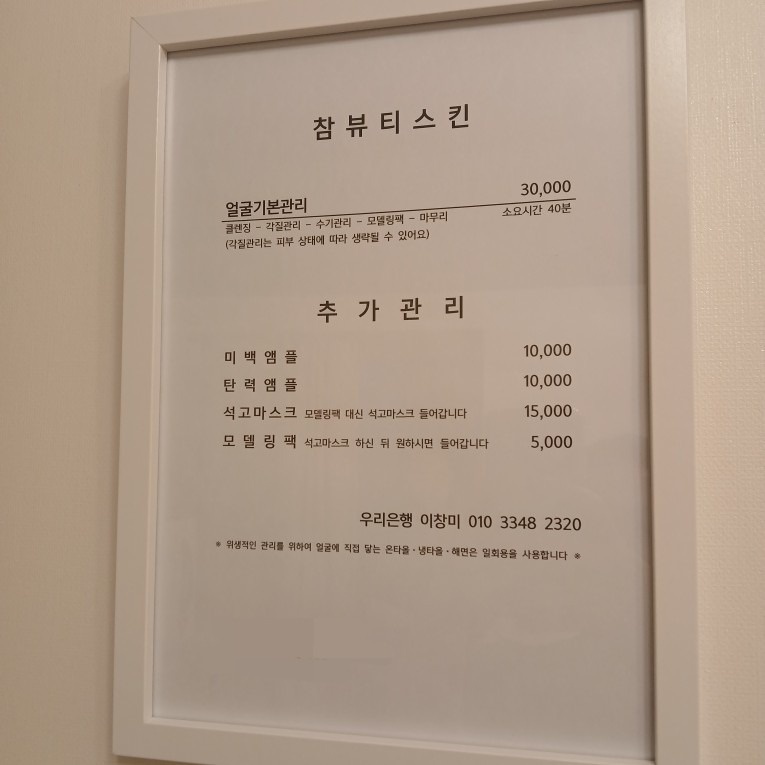 참뷰티스킨
얼굴기본관리 30,000
클렌징 - 각질관리 - 수기관리 - 모델링팩 - 마무리 소요시간 40분
(각질관리는 피부 상태에 따라 생략될 수 있어요)
추가관리
미백앰플 10,000
탄력앰플 10,000
석고마스크 모델링팩 대신 석고마스크 들어갑니다 15,000
모델링팩 석고마스크 하신 뒤 원하시면 들어갑니다 5,000
우리은행 이창미 010 3348 2320
※ 위생적인 관리를 위하여 얼굴에 직접 닿는 온타올·냉타올·해면은 일회용을 사용합니다 ※